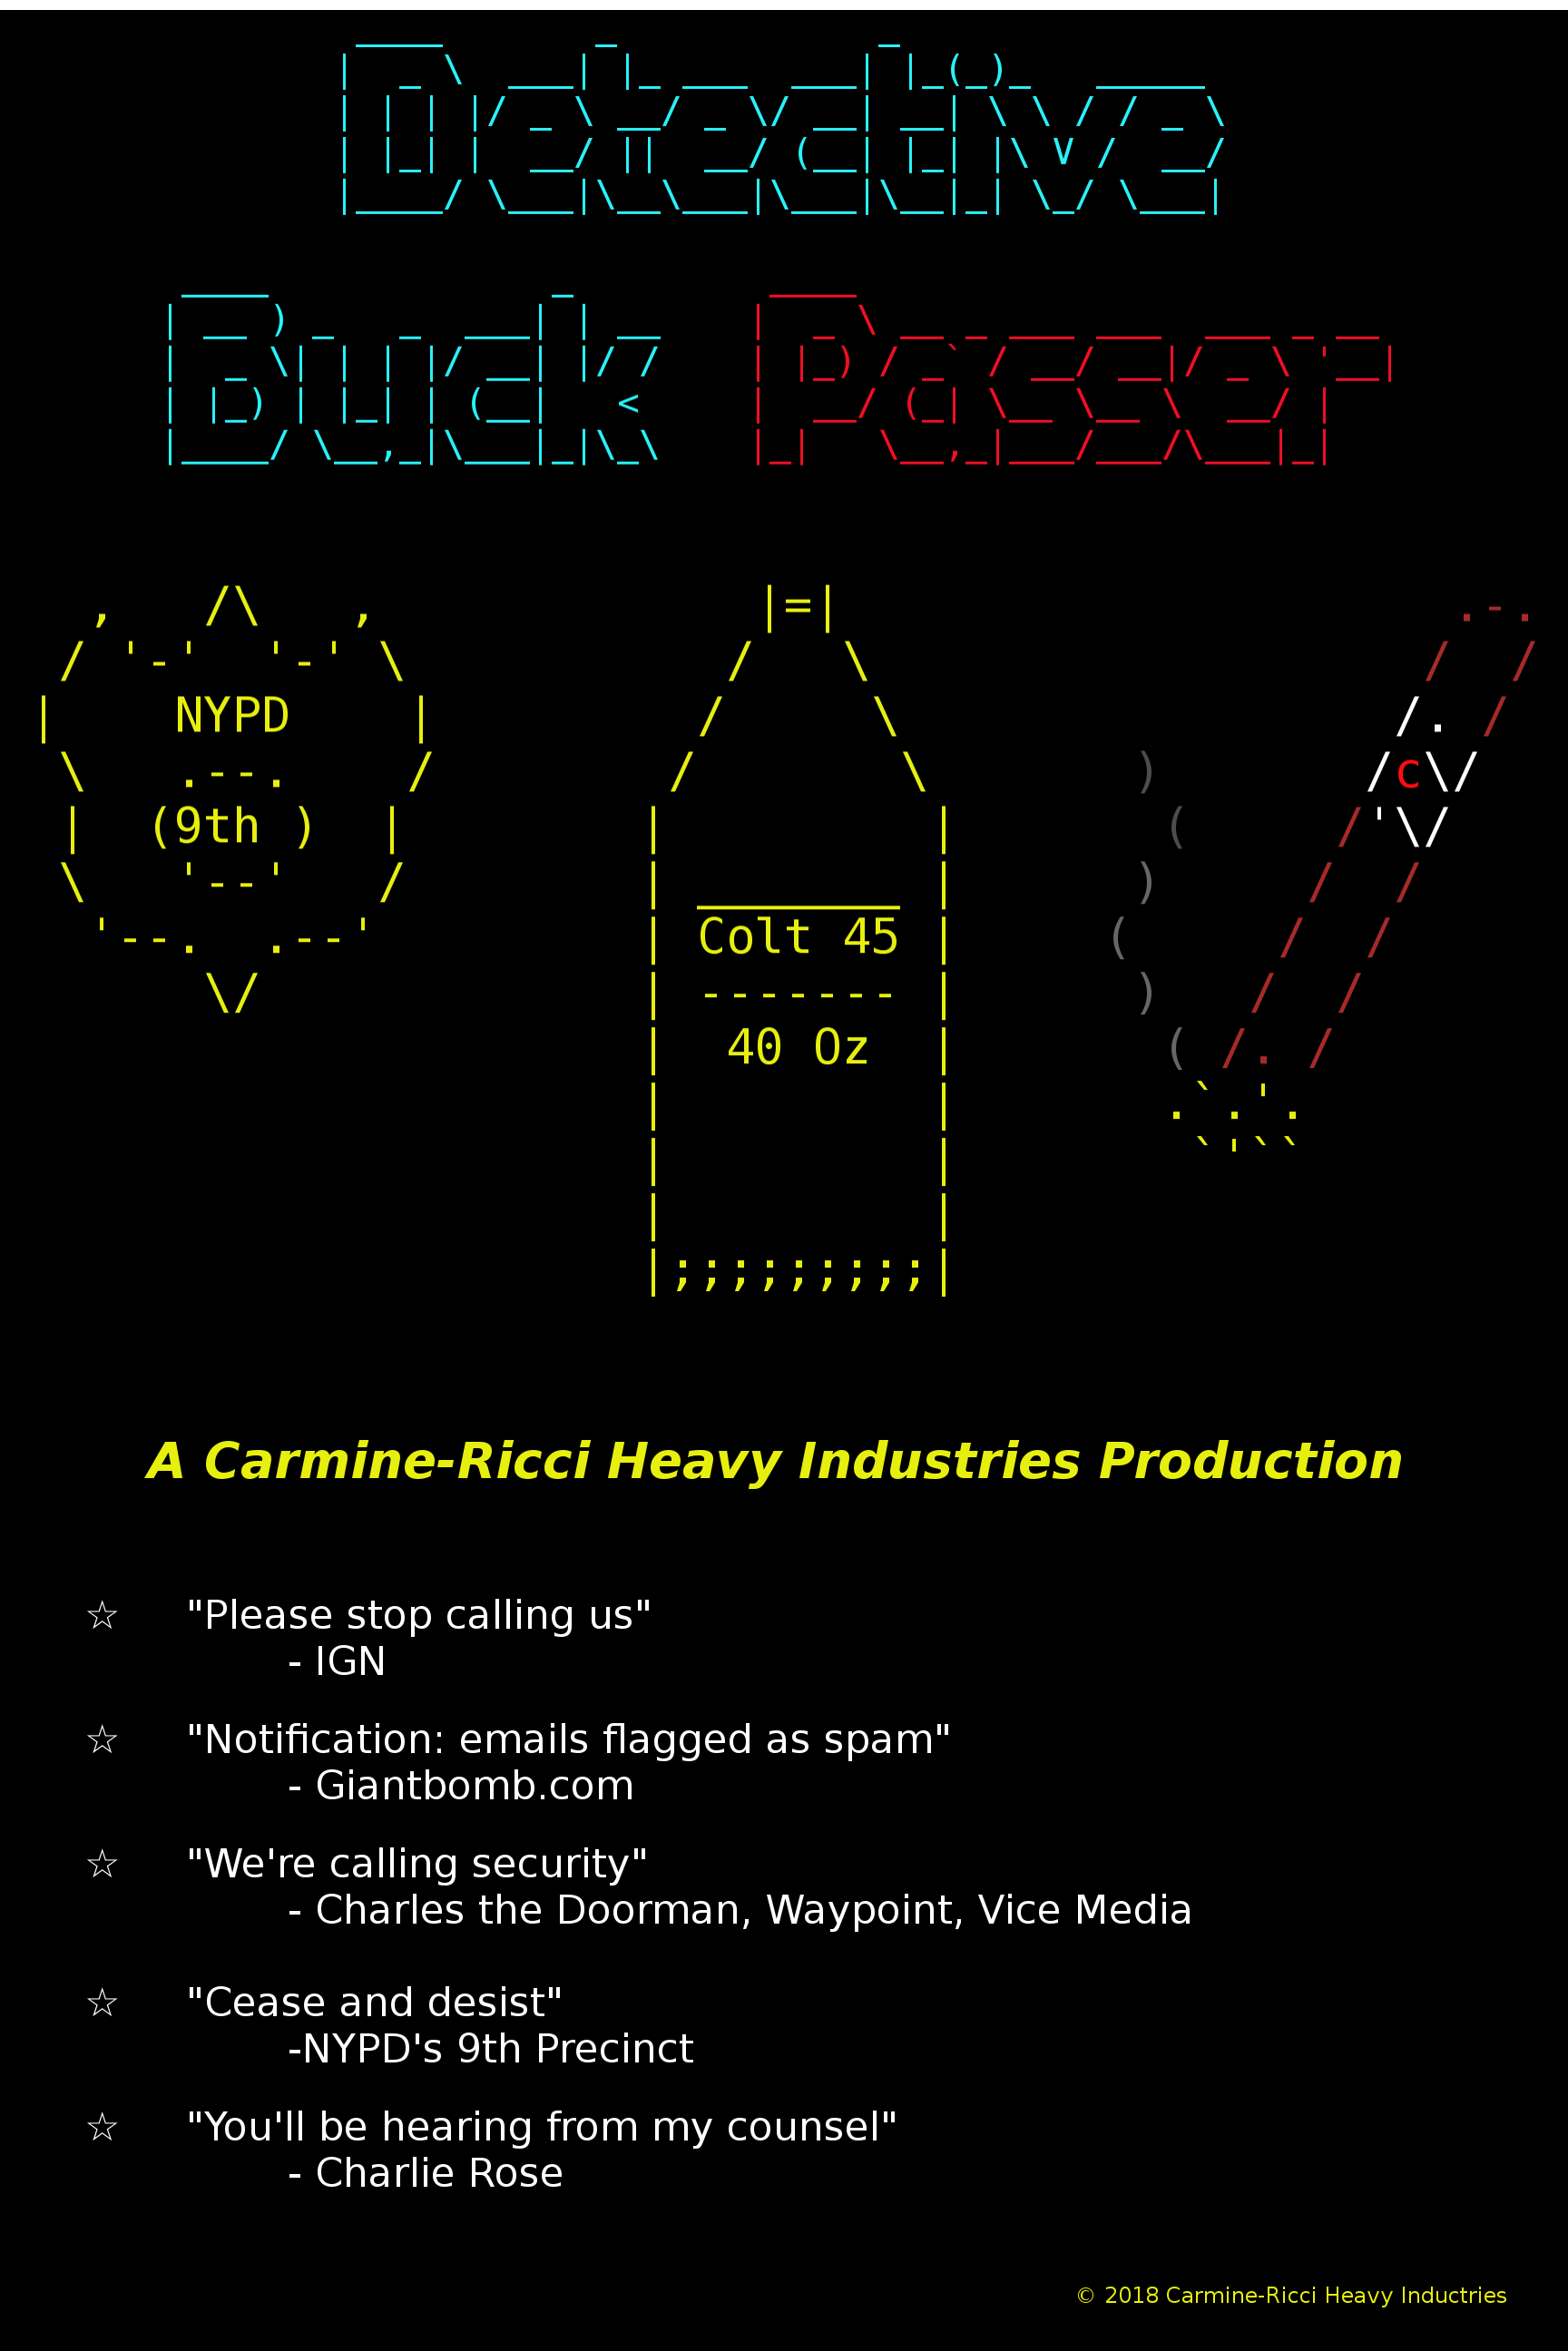 Detective
Buck Passer
NYPD
(9th )
Colt 45
40 Oz
c
A Carmine-Ricci Heavy Industries Production
☆ "Please stop calling us"
- IGN
☆ "Notification: emails flagged as spam"
- Giantbomb.com
☆ "We're calling security"
- Charles the Doorman, Waypoint, Vice Media
☆ "Cease and desist"
-NYPD's 9th Precinct
☆ "You'll be hearing from my counsel"
- Charlie Rose
© 2018 Carmine-Ricci Heavy Inductries